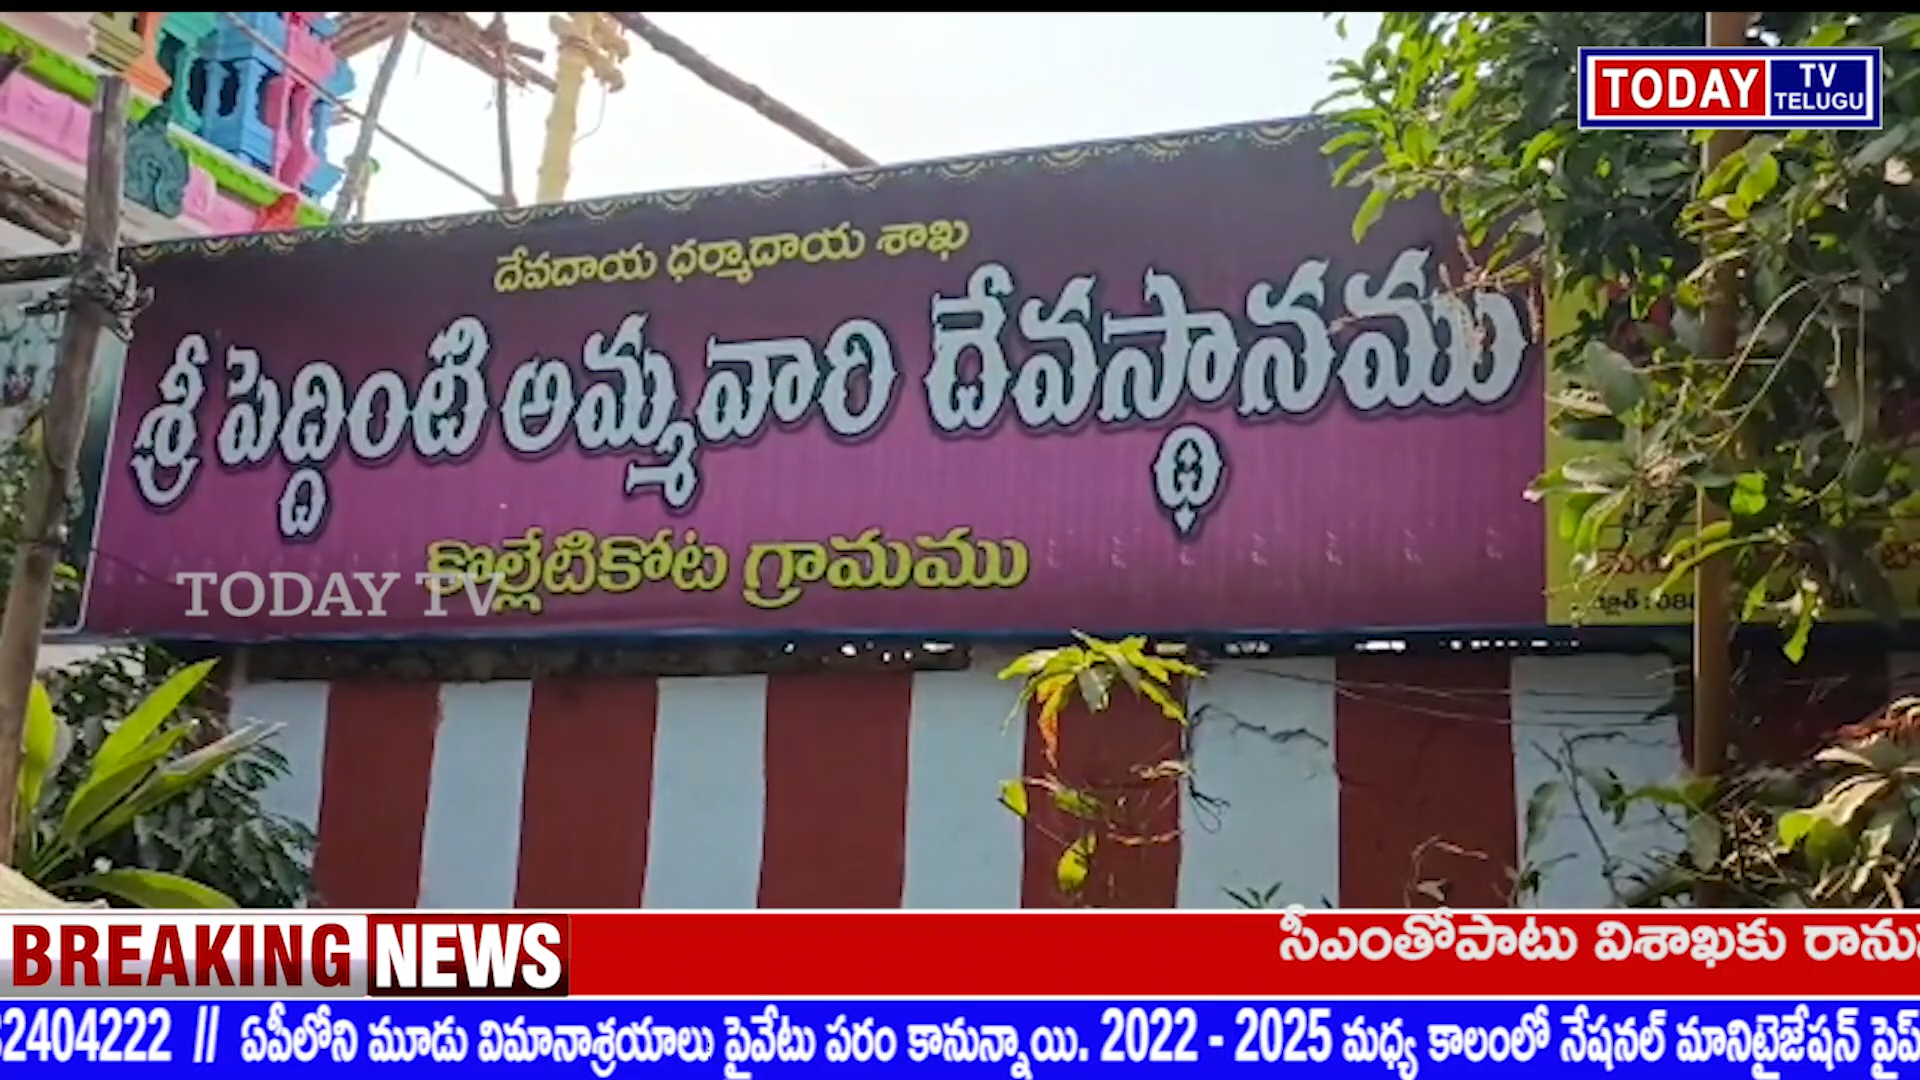 TODAY TV TELUGU
దేవదాయ ధర్మాదాయ శాఖ
శ్రీ పెద్దింటి అమ్మవారి దేవస్థానము
కొల్లేటికోట గ్రామము
TODAY TV
BREAKING NEWS
సీఎంతోపాటు విశాఖకు
2404222 // ఏపీలోని మూడు విమానాశ్రయాలు పైవేటు పరం కానున్నాయి. 2022 - 2025 మధ్య కాలంలో నేషనల్ మానిటైజేషన్